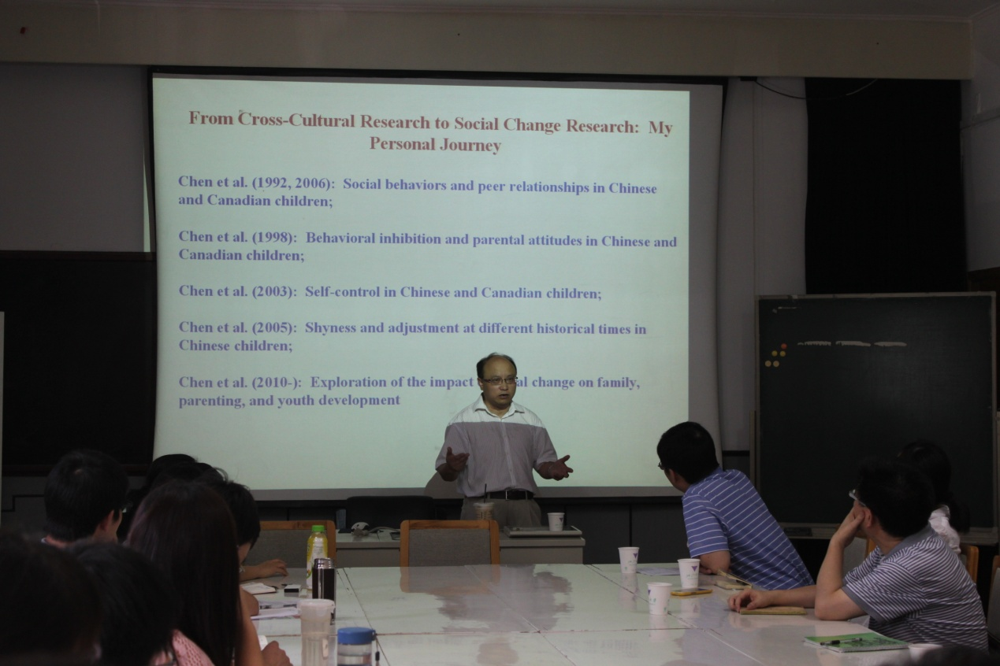 From Cross-Cultural Research to Social Change Research: My
Personal Journey
Chen et al. (1992, 2006): Social behaviors and peer relationships in Chinese
and Canadian children;
Chen et al. (1998): Behavioral inhibition and parental attitudes in Chinese and
Canadian children;
Chen et al. (2003): Self-control in Chinese and Canadian children;
Chen et al. (2005): Shyness and adjustment at different historical times in
Chinese children;
Chen et al. (2010-): Exploration of the impact al change on family,
parenting, and youth development